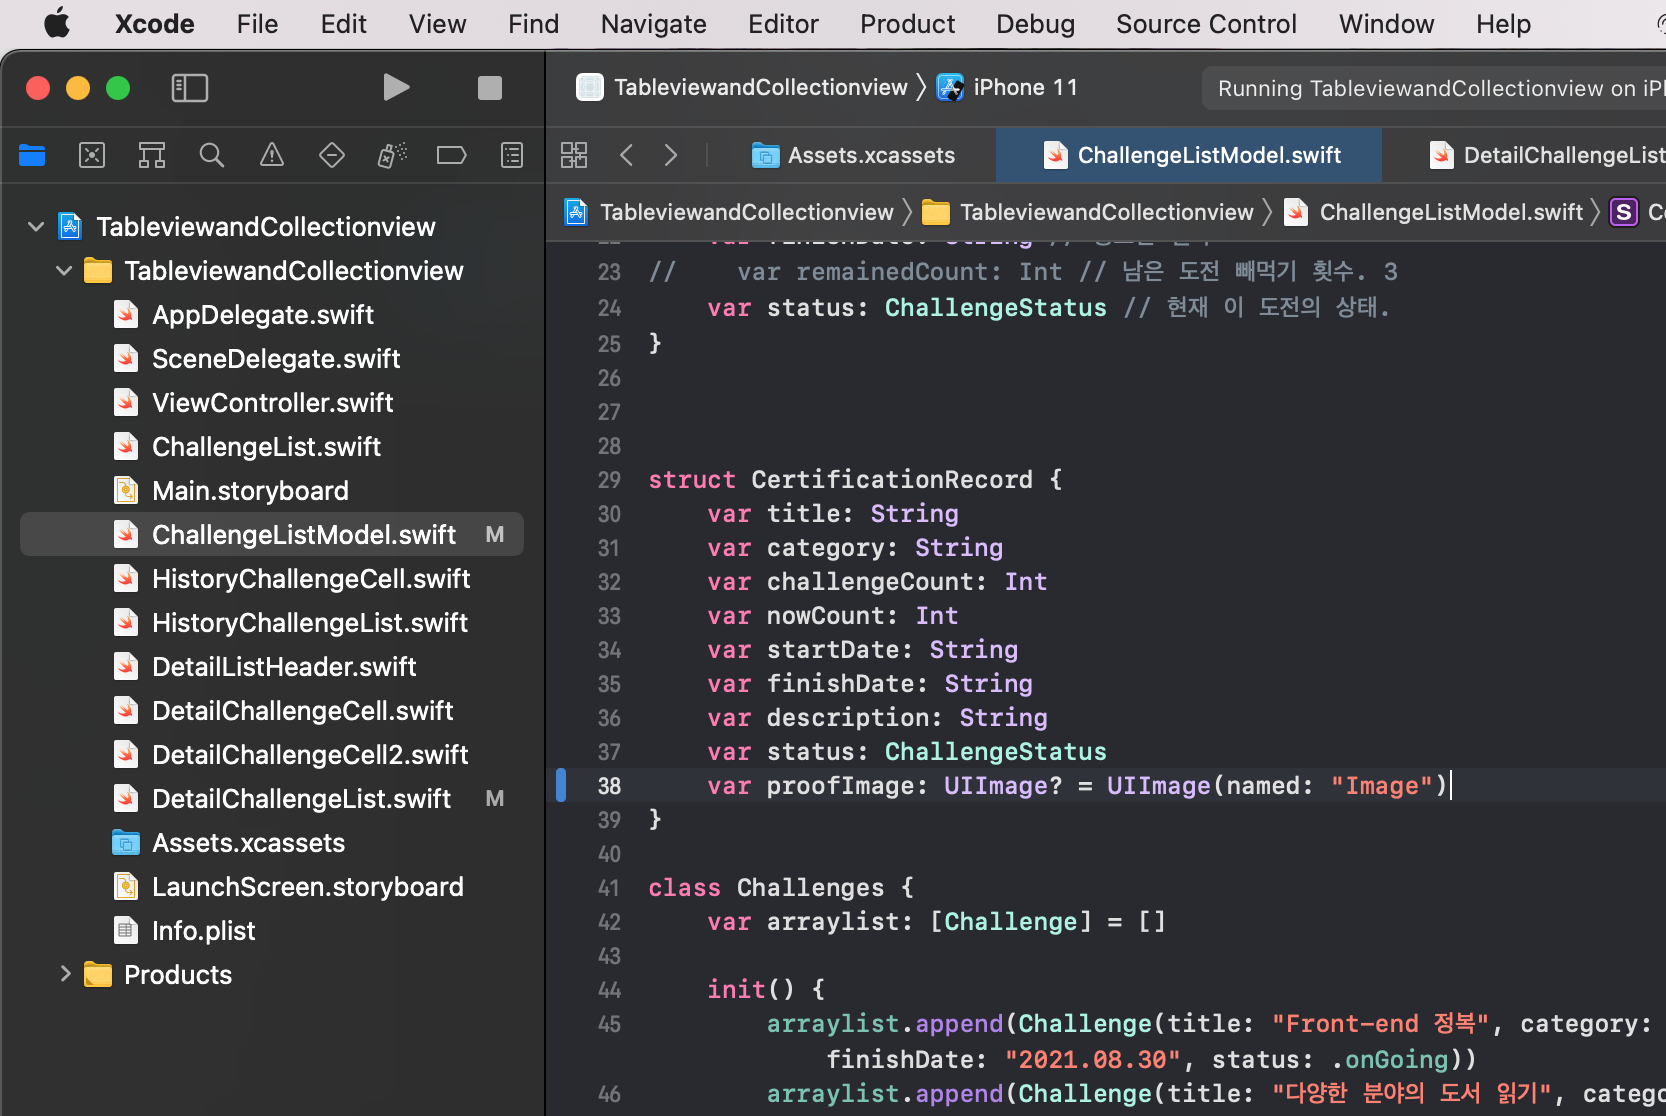 Xcode File Edit View Find Navigate Editor Product Debug Source Control Window Help
TableviewandCollectionview iPhone 11 Running TableviewandCollectionview on iP
Assets.xcassets ChallengeListModel.swift DetailChallengeList
TableviewandCollectionview TableviewandCollectionview ChallengeListModel.swift S C
TableviewandCollectionview
TableviewandCollectionview
AppDelegate.swift
SceneDelegate.swift
ViewController.swift
ChallengeList.swift
Main.storyboard
ChallengeListModel.swift M
HistoryChallengeCell.swift
HistoryChallengeList.swift
DetailListHeader.swift
DetailChallengeCell.swift
DetailChallengeCell2.swift
DetailChallengeList.swift M
Assets.xcassets
LaunchScreen.storyboard
Info.plist
Products
22 var finishDate: String //
23 // var remainedCount: Int // 남은 도전 빼먹기 횟수. 3
24 var status: ChallengeStatus // 현재 이 도전의 상태.
25 }
26
27
28
29 struct CertificationRecord {
30 var title: String
31 var category: String
32 var challengeCount: Int
33 var nowCount: Int
34 var startDate: String
35 var finishDate: String
36 var description: String
37 var status: ChallengeStatus
38 var proofImage: UIImage? = UIImage(named: "Image")
39 }
40
41 class Challenges {
42 var arraylist: [Challenge] = []
43
44 init() {
45 arraylist.append(Challenge(title: "Front-end 정복", category:
finishDate: "2021.08.30", status: .onGoing))
46 arraylist.append(Challenge(title: "다양한 분야의 도서 읽기", catego